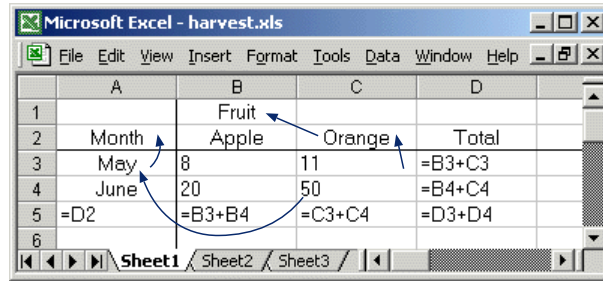 Microsoft Excel - harvest.xls
File Edit View Insert Format Tools Data Window Help
A B C D
1 Fruit
2 Month Apple Orange Total
3 May 8 11 =B3+C3
4 June 20 50 =B4+C4
5 =D2 =B3+B4 =C3+C4 =D3+D4
6
Sheet1 Sheet2 Sheet3